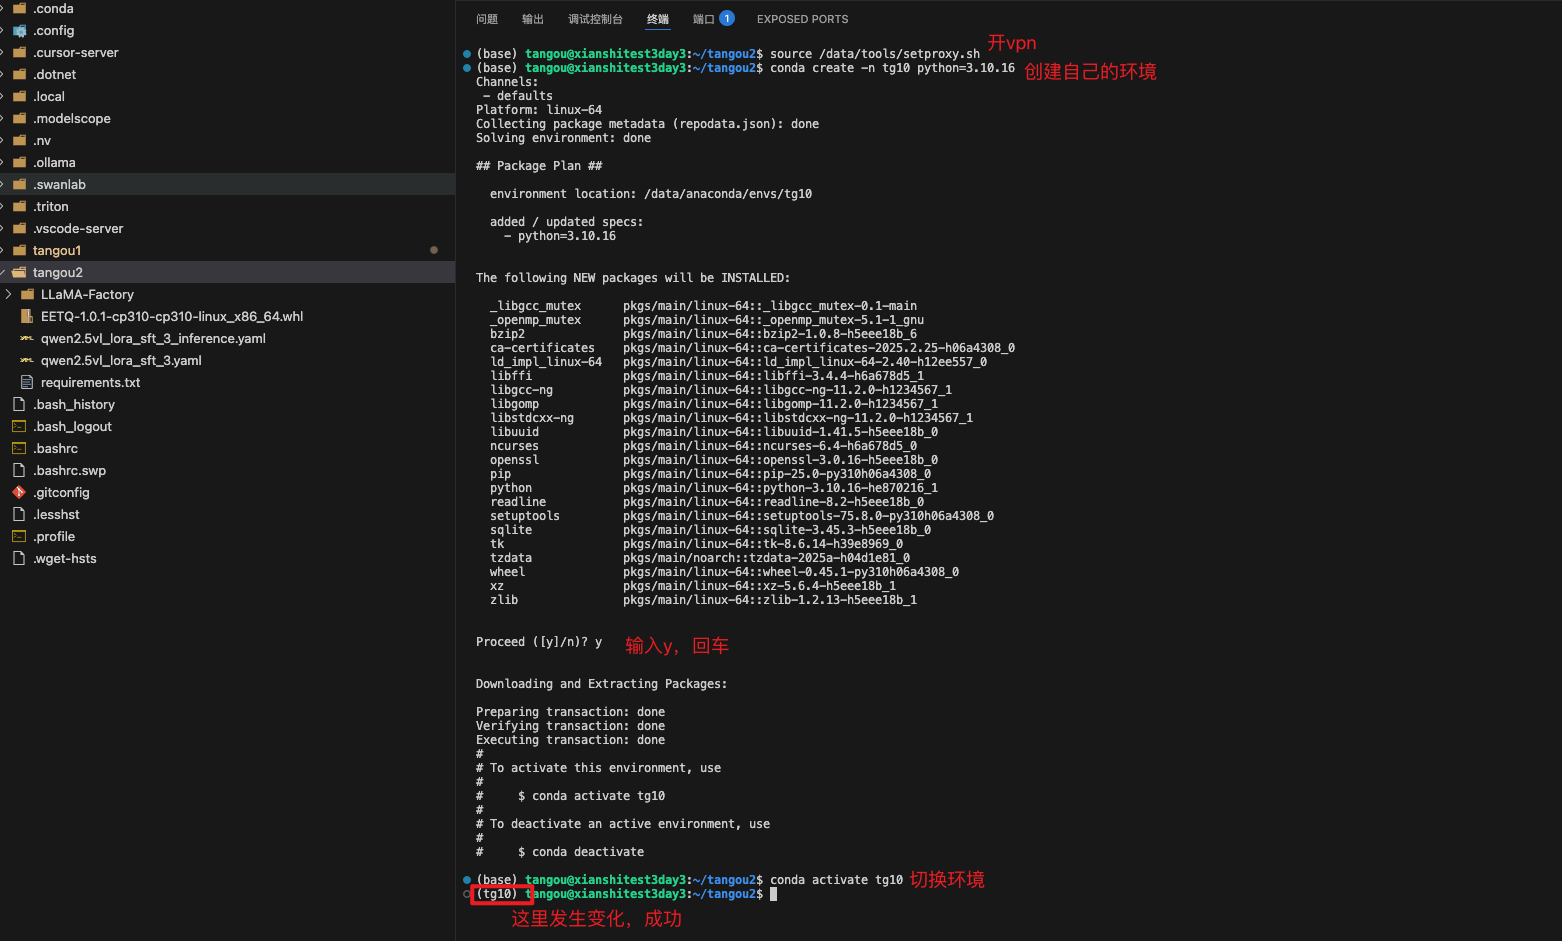 .conda
.config
.cursor-server
.dotnet
.local
.modelscope
.nv
.ollama
.swanlab
.triton
.vscode-server
tangou1
tangou2
LLaMA-Factory
EETQ-1.0.1-cp310-cp310-linux_x86_64.whl
qwen2.5vl_lora_sft_3_inference.yaml
qwen2.5vl_lora_sft_3.yaml
requirements.txt
.bash_history
.bash_logout
.bashrc
.bashrc.swp
.gitconfig
.lesshst
.profile
.wget-hsts
问题 输出 调试控制台 终端 端口 1 EXPOSED PORTS
(base) tangou@xianshitest3day3:~/tangou2$ source /data/tools/setproxy.sh 开vpn
(base) tangou@xianshitest3day3:~/tangou2$ conda create -n tg10 python=3.10.16 创建自己的环境
Channels:
- defaults
Platform: linux-64
Collecting package metadata (repodata.json): done
Solving environment: done
## Package Plan ##
environment location: /data/anaconda/envs/tg10
added / updated specs:
- python=3.10.16
The following NEW packages will be INSTALLED:
_libgcc_mutex pkgs/main/linux-64::_libgcc_mutex-0.1-main
_openmp_mutex pkgs/main/linux-64::_openmp_mutex-5.1-1_gnu
bzip2 pkgs/main/linux-64::bzip2-1.0.8-h5eee18b_6
ca-certificates pkgs/main/linux-64::ca-certificates-2025.2.25-h06a4308_0
ld_impl_linux-64 pkgs/main/linux-64::ld_impl_linux-64-2.40-h12ee557_0
libffi pkgs/main/linux-64::libffi-3.4.4-h6a678d5_1
libgcc-ng pkgs/main/linux-64::libgcc-ng-11.2.0-h1234567_1
libgomp pkgs/main/linux-64::libgomp-11.2.0-h1234567_1
libstdcxx-ng pkgs/main/linux-64::libstdcxx-ng-11.2.0-h1234567_1
libuuid pkgs/main/linux-64::libuuid-1.41.5-h5eee18b_0
ncurses pkgs/main/linux-64::ncurses-6.4-h6a678d5_0
openssl pkgs/main/linux-64::openssl-3.0.16-h5eee18b_0
pip pkgs/main/linux-64::pip-25.0-py310h06a4308_0
python pkgs/main/linux-64::python-3.10.16-he870216_1
readline pkgs/main/linux-64::readline-8.2-h5eee18b_0
setuptools pkgs/main/linux-64::setuptools-75.8.0-py310h06a4308_0
sqlite pkgs/main/linux-64::sqlite-3.45.3-h5eee18b_0
tk pkgs/main/linux-64::tk-8.6.14-h39e8969_0
tzdata pkgs/main/noarch::tzdata-2025a-h04d1e81_0
wheel pkgs/main/linux-64::wheel-0.45.1-py310h06a4308_0
xz pkgs/main/linux-64::xz-5.6.4-h5eee18b_1
zlib pkgs/main/linux-64::zlib-1.2.13-h5eee18b_1
Proceed ([y]/n)? y 输入y，回车
Downloading and Extracting Packages:
Preparing transaction: done
Verifying transaction: done
Executing transaction: done
#
# To activate this environment, use
#
# $ conda activate tg10
#
# To deactivate an active environment, use
#
# $ conda deactivate
(base) tangou@xianshitest3day3:~/tangou2$ conda activate tg10 切换环境
(tg10) tangou@xianshitest3day3:~/tangou2$
这里发生变化，成功